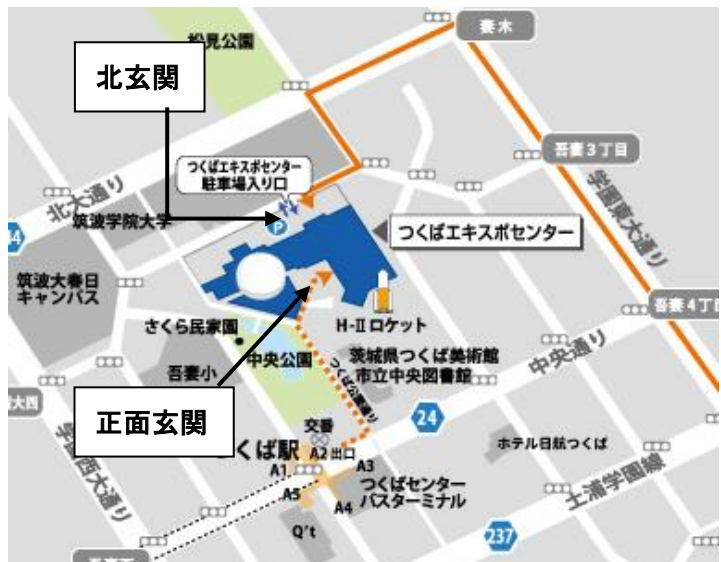 松見公園
妻木
北玄関
吾妻3丁目
つくばエキスポセンター
駐車場入り口
北大通り
学園東大通り
筑波学院大学
P
つくばエキスポセンター
筑波大春日
キャンパス
吾妻4丁目
H-Ⅱロケット
さくら民家園
中央公園
茨城県つくば美術館
市立中央図書館
中央通り
吾妻小
つくば公園通り
正面玄関
24
交番
つくば駅
A2 出口
ホテル日航つくば
A1
A3
つくばセンター
バスターミナル
土浦学園線
学園西大通り
A5
A4
Q't
237